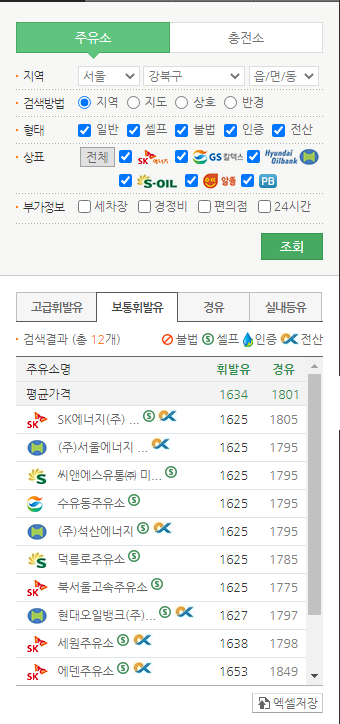 주유소 충전소
지역 서울 강북구 읍/면/동
검색방법 지역 지도 상호 반경
형태 일반 셀프 불법 인증 전산
상표 전체 SK에너지 GS칼텍스 Hyundai Oilbank
S-OIL 알뜰 PB
부가정보 세차장 경정비 편의점 24시간
조회
고급휘발유 보통휘발유 경유 실내등유
검색결과 (총 12개) 불법 S 셀프 인증 전산
주유소명 휘발유 경유
평균가격 1634 1801
SK SK에너지(주) ... S 1625 1805
(주)서울에너지 ... 1625 1795
S 씨앤에스유통㈜ 미... S 1625 1795
수유동주유소 S 1625 1795
(주)석산에너지 S 1625 1795
S 덕릉로주유소 S 1625 1785
SK 북서울고속주유소 S 1625 1775
현대오일뱅크(주)... S 1627 1797
SK 세원주유소 S 1638 1798
SK 에덴주유소 S 1653 1849
엑셀저장